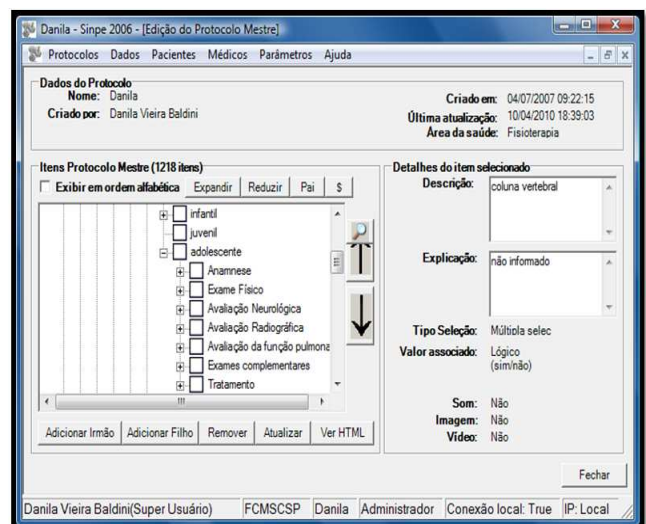 Danila - Sinpe 2006 - [Edição do Protocolo Mestre]
Protocolos Dados Pacientes Médicos Parâmetros Ajuda
Dados do Protocolo
Nome: Danila
Criado por: Danila Vieira Baldini
Criado em: 04/07/2007 09:22:15
Última atualização: 10/04/2010 18:39:03
Área da saúde: Fisioterapia
Itens Protocolo Mestre (1218 itens)
Exibir em ordem alfabética Expandir Reduzir Pai $
infantil
juvenil
adolescente
Anamnese
Exame Físico
Avaliação Neurológica
Avaliação Radiográfica
Avaliação da função pulmona
Exames complementares
Tratamento
Adicionar Irmão Adicionar Filho Remover Atualizar Ver HTML
Detalhes do item selecionado
Descrição: coluna vertebral
Explicação: não informado
Tipo Seleção: Múltipla selec
Valor associado: Lógico
(sim/não)
Som: Não
Imagem: Não
Vídeo: Não
Fechar
Danila Vieira Baldini(Super Usuário) FCMSCSP Danila Administrador Conexão local: True IP: Local